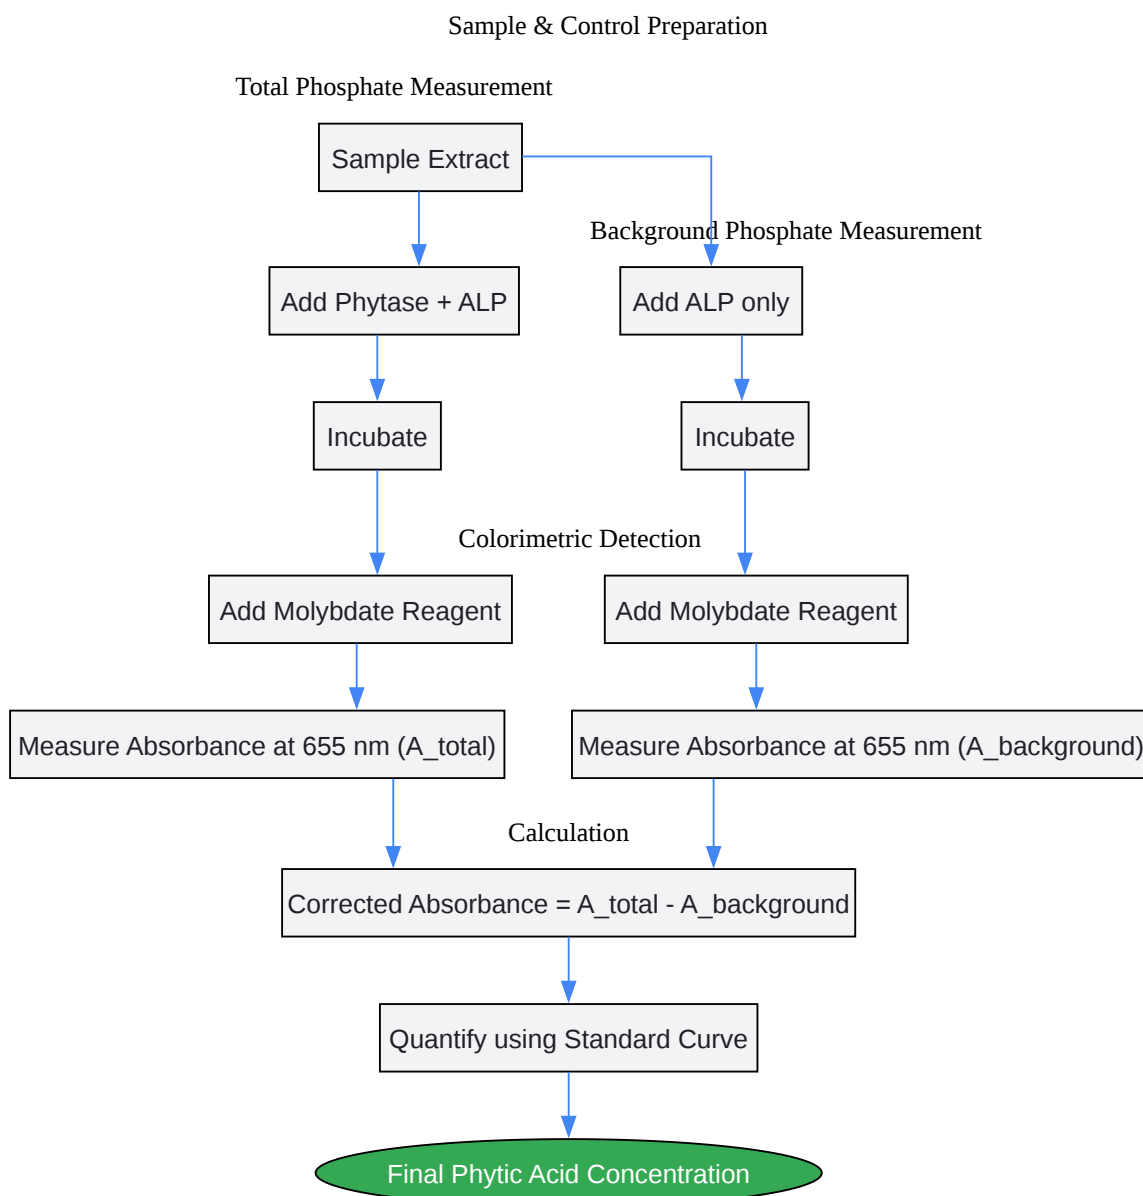 Sample & Control Preparation
Total Phosphate Measurement
Sample Extract
Background Phosphate Measurement
Add Phytase + ALP
Add ALP only
Incubate
Incubate
Colorimetric Detection
Add Molybdate Reagent
Add Molybdate Reagent
Measure Absorbance at 655 nm (A_total)
Measure Absorbance at 655 nm (A_background)
Calculation
Corrected Absorbance = A_total - A_background
Quantify using Standard Curve
Final Phytic Acid Concentration